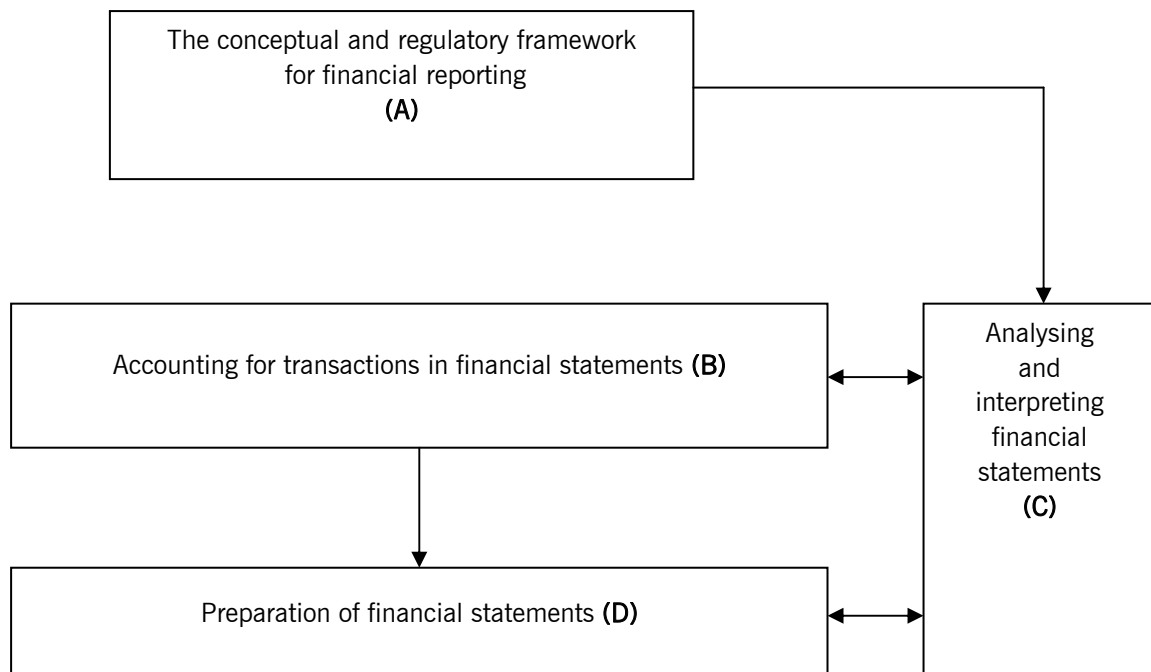 The conceptual and regulatory framework
for financial reporting
(A)
Accounting for transactions in financial statements (B)
Analysing
and
interpreting
financial
statements
(C)
Preparation of financial statements (D)